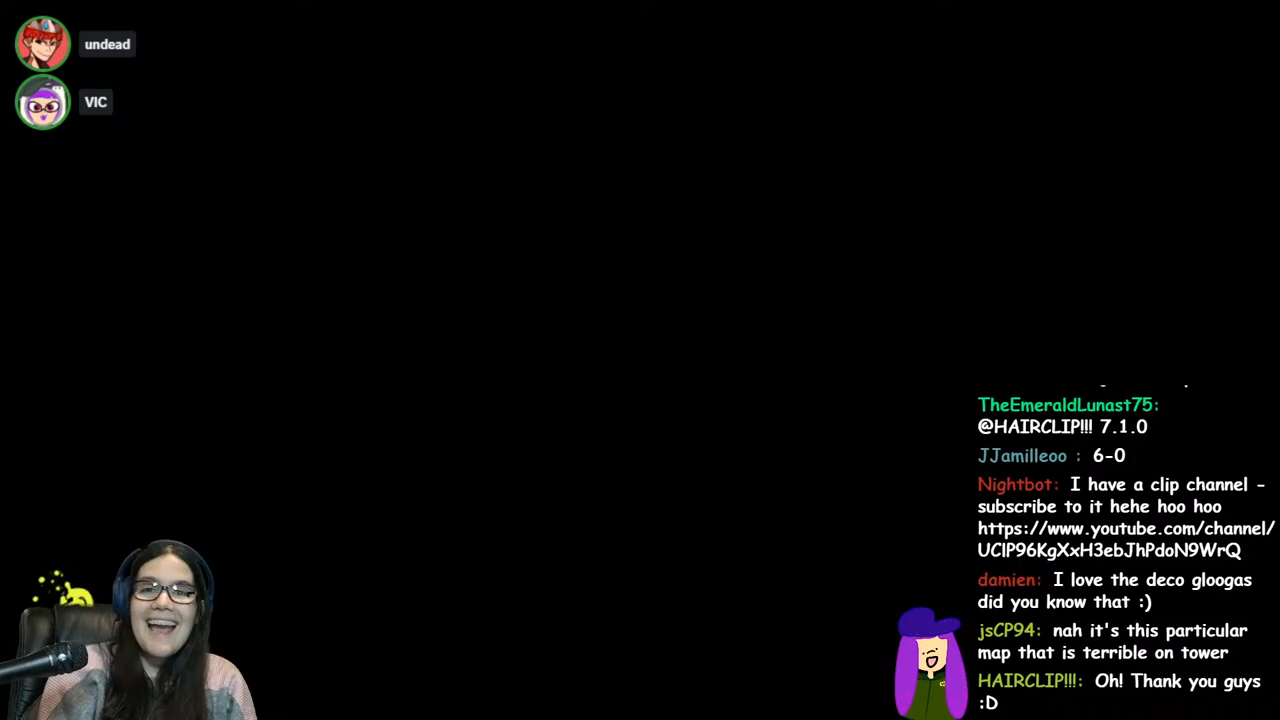 undead
VIC
TheEmeraldLunast75:
@HAIRCLIP!!! 7.1.0
JJamilleoo : 6-0
Nightbot: I have a clip channel -
subscribe to it hehe hoo hoo
https://www.youtube.com/channel/
UClP96KgXxH3ebJhPdoN9WrQ
damien: I love the deco gloogas
did you know that :)
jsCP94: nah it's this particular
map that is terrible on tower
HAIRCLIP!!!: Oh! Thank you guys
:D